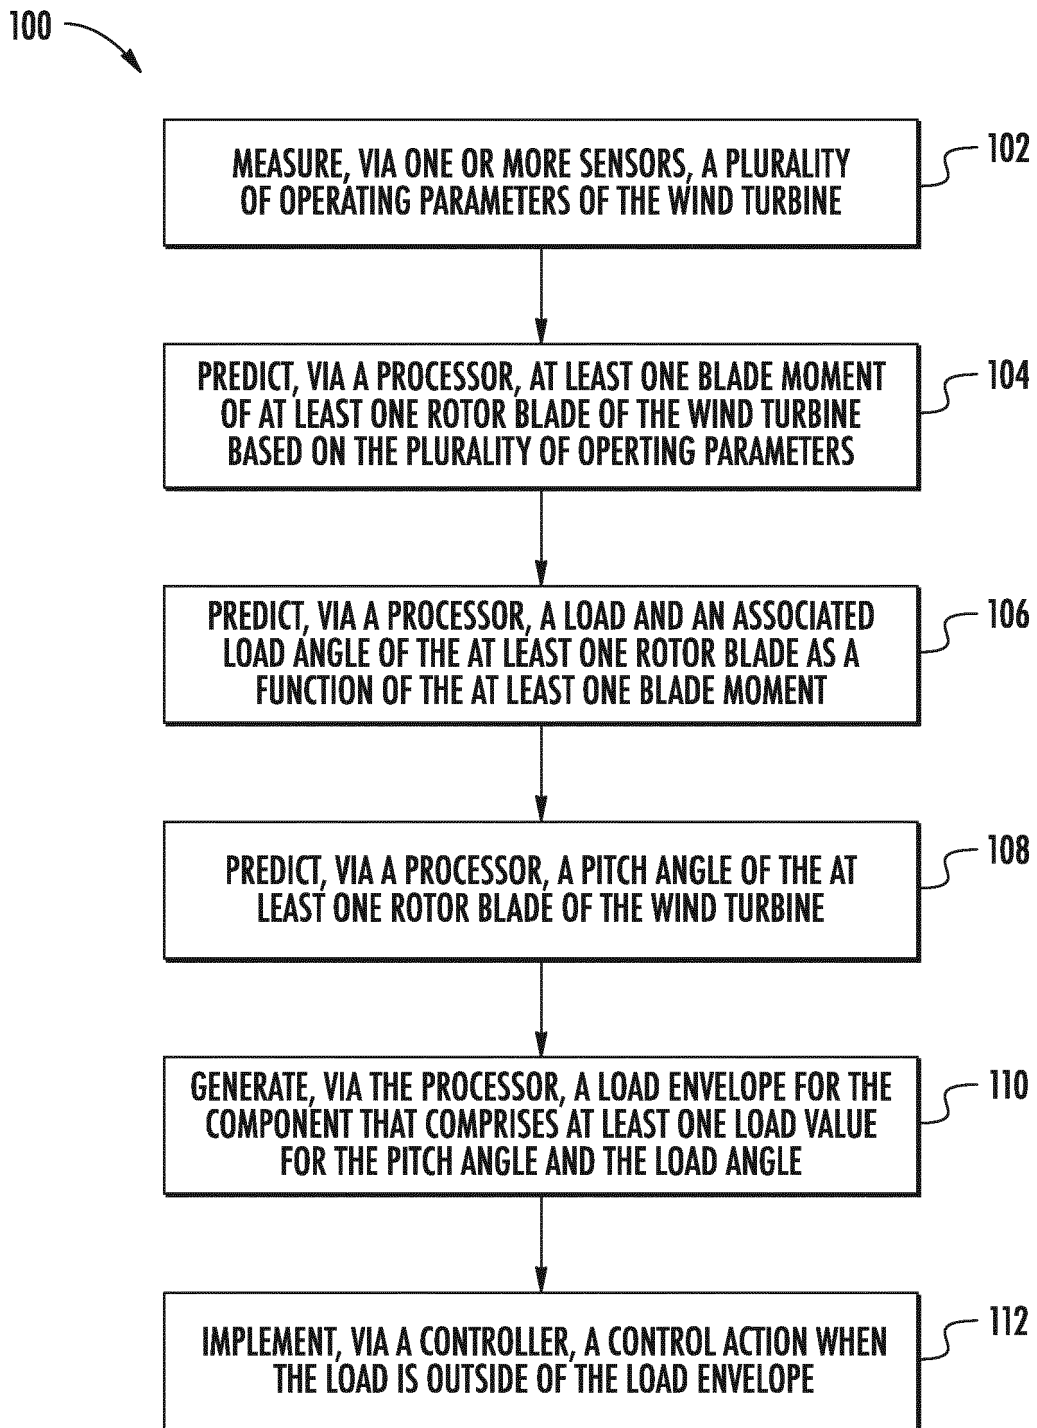 100
MEASURE, VIA ONE OR MORE SENSORS, A PLURALITY
OF OPERATING PARAMETERS OF THE WIND TURBINE
102
PREDICT, VIA A PROCESSOR, AT LEAST ONE BLADE MOMENT
OF AT LEAST ONE ROTOR BLADE OF THE WIND TURBINE
BASED ON THE PLURALITY OF OPERTING PARAMETERS
104
PREDICT, VIA A PROCESSOR, A LOAD AND AN ASSOCIATED
LOAD ANGLE OF THE AT LEAST ONE ROTOR BLADE AS A
FUNCTION OF THE AT LEAST ONE BLADE MOMENT
106
PREDICT, VIA A PROCESSOR, A PITCH ANGLE OF THE AT
LEAST ONE ROTOR BLADE OF THE WIND TURBINE
108
GENERATE, VIA THE PROCESSOR, A LOAD ENVELOPE FOR THE
COMPONENT THAT COMPRISES AT LEAST ONE LOAD VALUE
FOR THE PITCH ANGLE AND THE LOAD ANGLE
110
IMPLEMENT, VIA A CONTROLLER, A CONTROL ACTION WHEN
THE LOAD IS OUTSIDE OF THE LOAD ENVELOPE
112